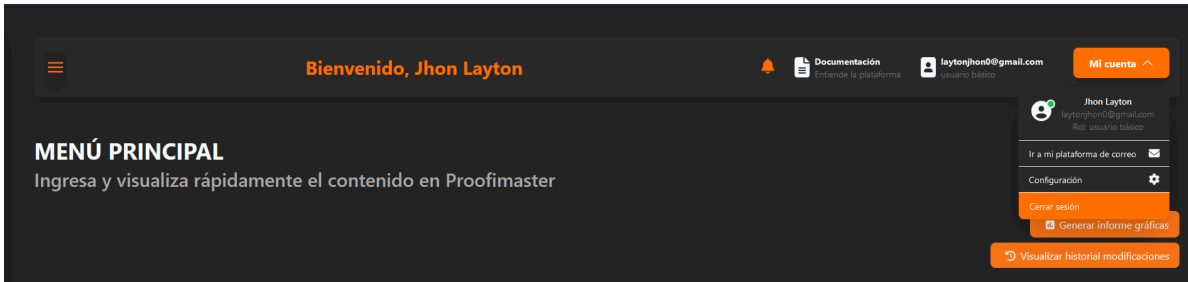 Bienvenido, Jhon Layton
Documentación
Entiende la plataforma
laytonjhon0@gmail.com
usuario básico
Mi cuenta
Jhon Layton
laytonjhon0@gmail.com
Rol: usuario básico
Ir a mi plataforma de correo
Configuración
Cerrar sesión
MENÚ PRINCIPAL
Ingresa y visualiza rápidamente el contenido en Proofimaster
Generar informe gráficas
Visualizar historial modificaciones